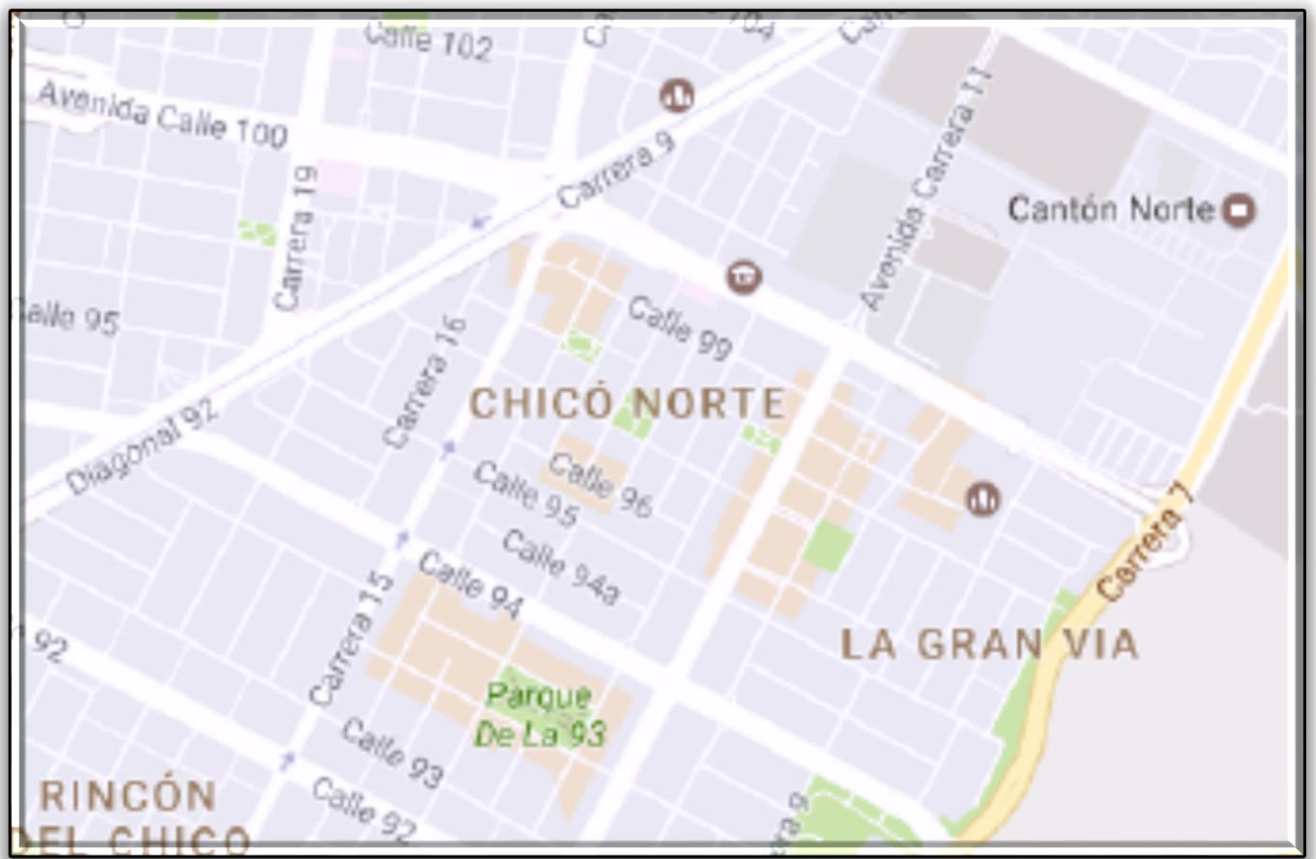 Calle 102
104
Avenida Calle 100
Carrera 9
Avenida Carrera 11
Carrera 19
Cantón Norte
Calle 95
Calle 99
Carrera 16
CHICÓ NORTE
Diagonal 92
Calle 96
Calle 95
Carrera 7
Calle 94a
Calle 94
Carrera 15
92
LA GRAN VIA
Parque
De La 93
Calle 93
RINCÓN
DEL CHICO
Calle 92